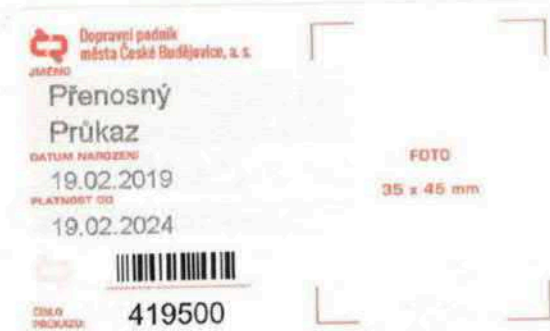 Dopravní podnik
města České Budějovice, a. s.
JMÉNO
Přenosný
Průkaz
DATUM NAROZENÍ
19.02.2019
PLATNOST OD
19.02.2024
ČÍSLO
PRŮKAZU:
419500
FOTO
35 x 45 mm